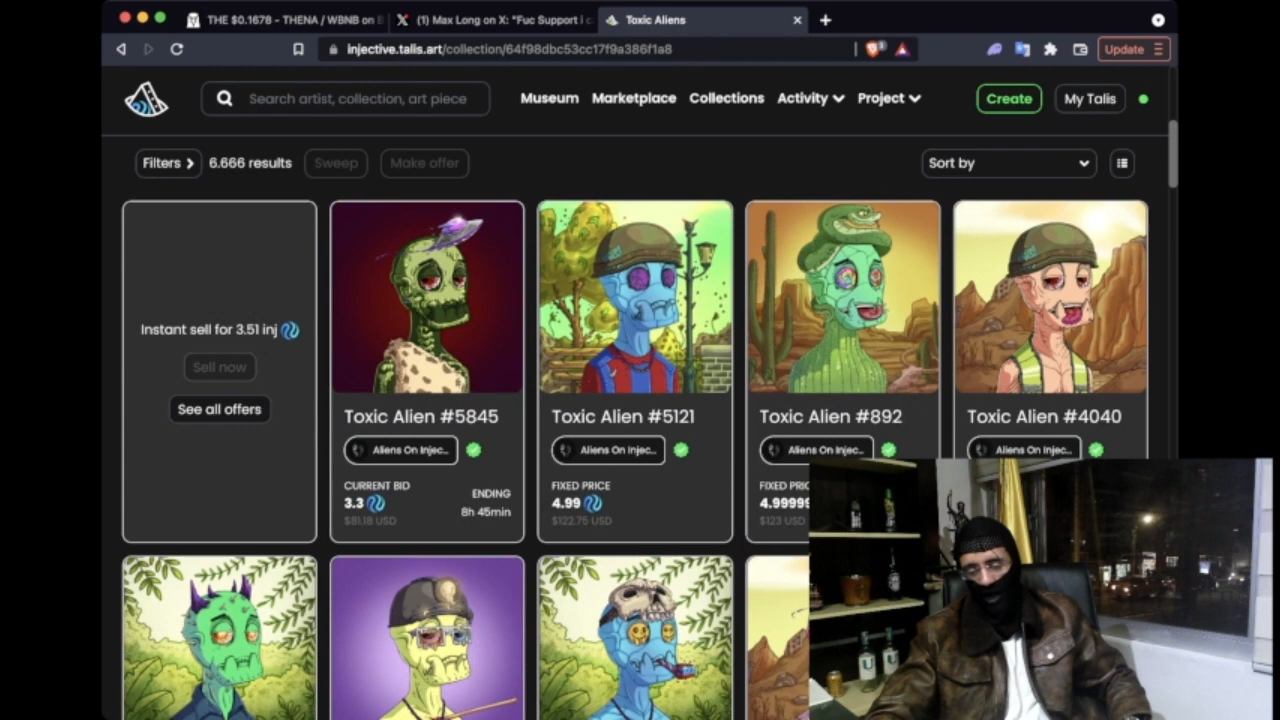 THE $0.1678 - THENA / WBNB on
(1) Max Long on X: "Fuc Support i c
Toxic Aliens
injective.talis.art/collection/64f98dbc53cc17f9a386f1a8
Update
Search artist, collection, art piece
Museum
Marketplace
Collections
Activity
Project
Create
My Talis
Filters
6.666 results
Sweep
Make offer
Sort by
Instant sell for 3.51 inj
Sell now
See all offers
Toxic Alien #5845
Aliens On Injec...
CURRENT BID
3.3
$81.18 USD
ENDING
8h 45min
Toxic Alien #5121
Aliens On Injec...
FIXED PRICE
4.99
$122.75 USD
Toxic Alien #892
Aliens On Injec...
FIXED PRIC
4.99999
$123 USD
Toxic Alien #4040
Aliens On Injec...